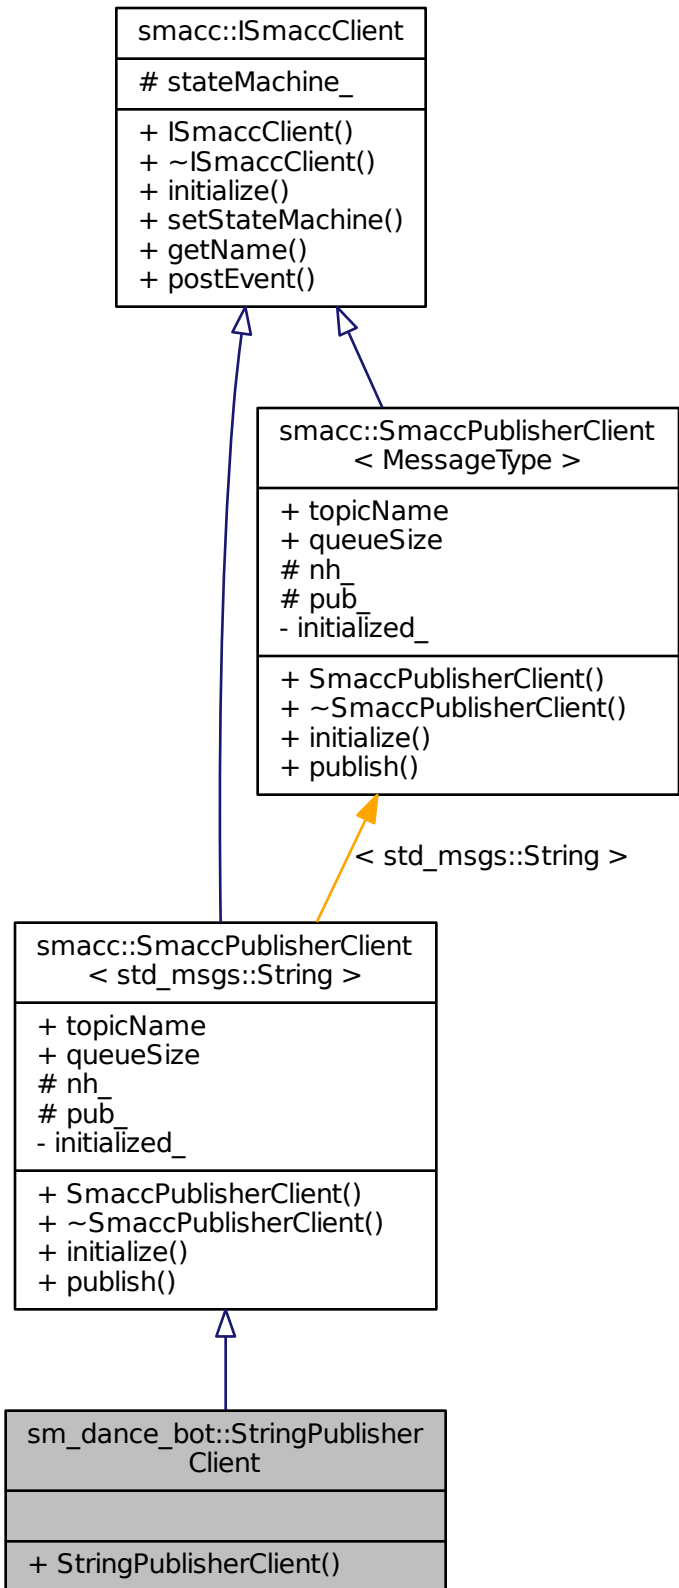 smacc::ISmaccClient
# stateMachine_
+ ISmaccClient()
+ ~ISmaccClient()
+ initialize()
+ setStateMachine()
+ getName()
+ postEvent()
smacc::SmaccPublisherClient
< MessageType >
+ topicName
+ queueSize
# nh_
# pub_
- initialized_
+ SmaccPublisherClient()
+ ~SmaccPublisherClient()
+ initialize()
+ publish()
< std_msgs::String >
smacc::SmaccPublisherClient
< std_msgs::String >
+ topicName
+ queueSize
# nh_
# pub_
- initialized_
+ SmaccPublisherClient()
+ ~SmaccPublisherClient()
+ initialize()
+ publish()
sm_dance_bot::StringPublisher
Client
+ StringPublisherClient()